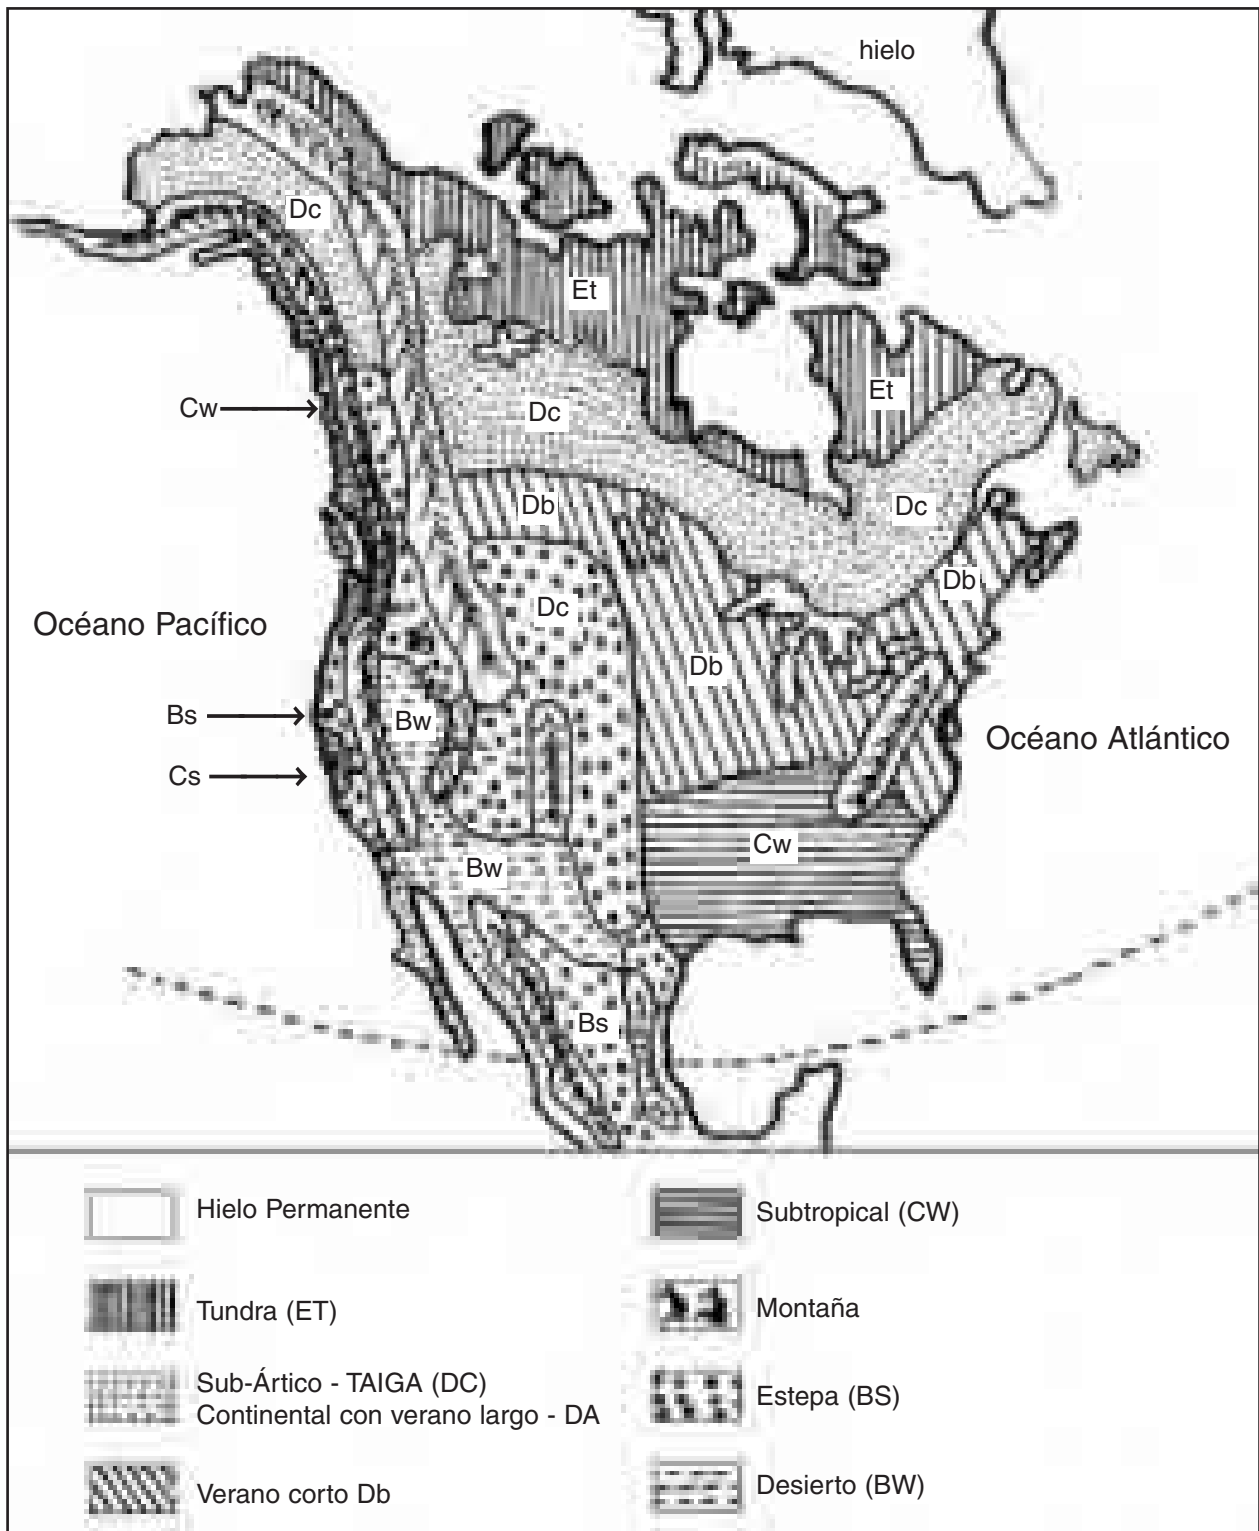 hielo
Dc
Et
Et
Cw
Dc
Db
Dc
Db
Dc
Océano Pacífico
Db
Bs
Bw
Océano Atlántico
Cs
Cw
Bw
Bs
Hielo Permanente
Subtropical (CW)
Tundra (ET)
Montaña
Sub-Ártico - TAIGA (DC)
Continental con verano largo - DA
Estepa (BS)
Verano corto Db
Desierto (BW)